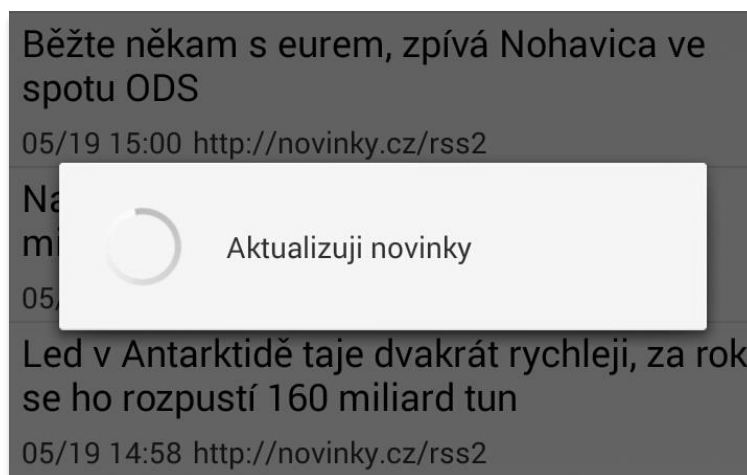 Běžte někam s eurem, zpívá Nohavica ve
spotu ODS
05/19 15:00 http://novinky.cz/rss2
Aktualizuji novinky
Led v Antarktidě taje dvakrát rychleji, za rok
se ho rozpustí 160 miliard tun
05/19 14:58 http://novinky.cz/rss2